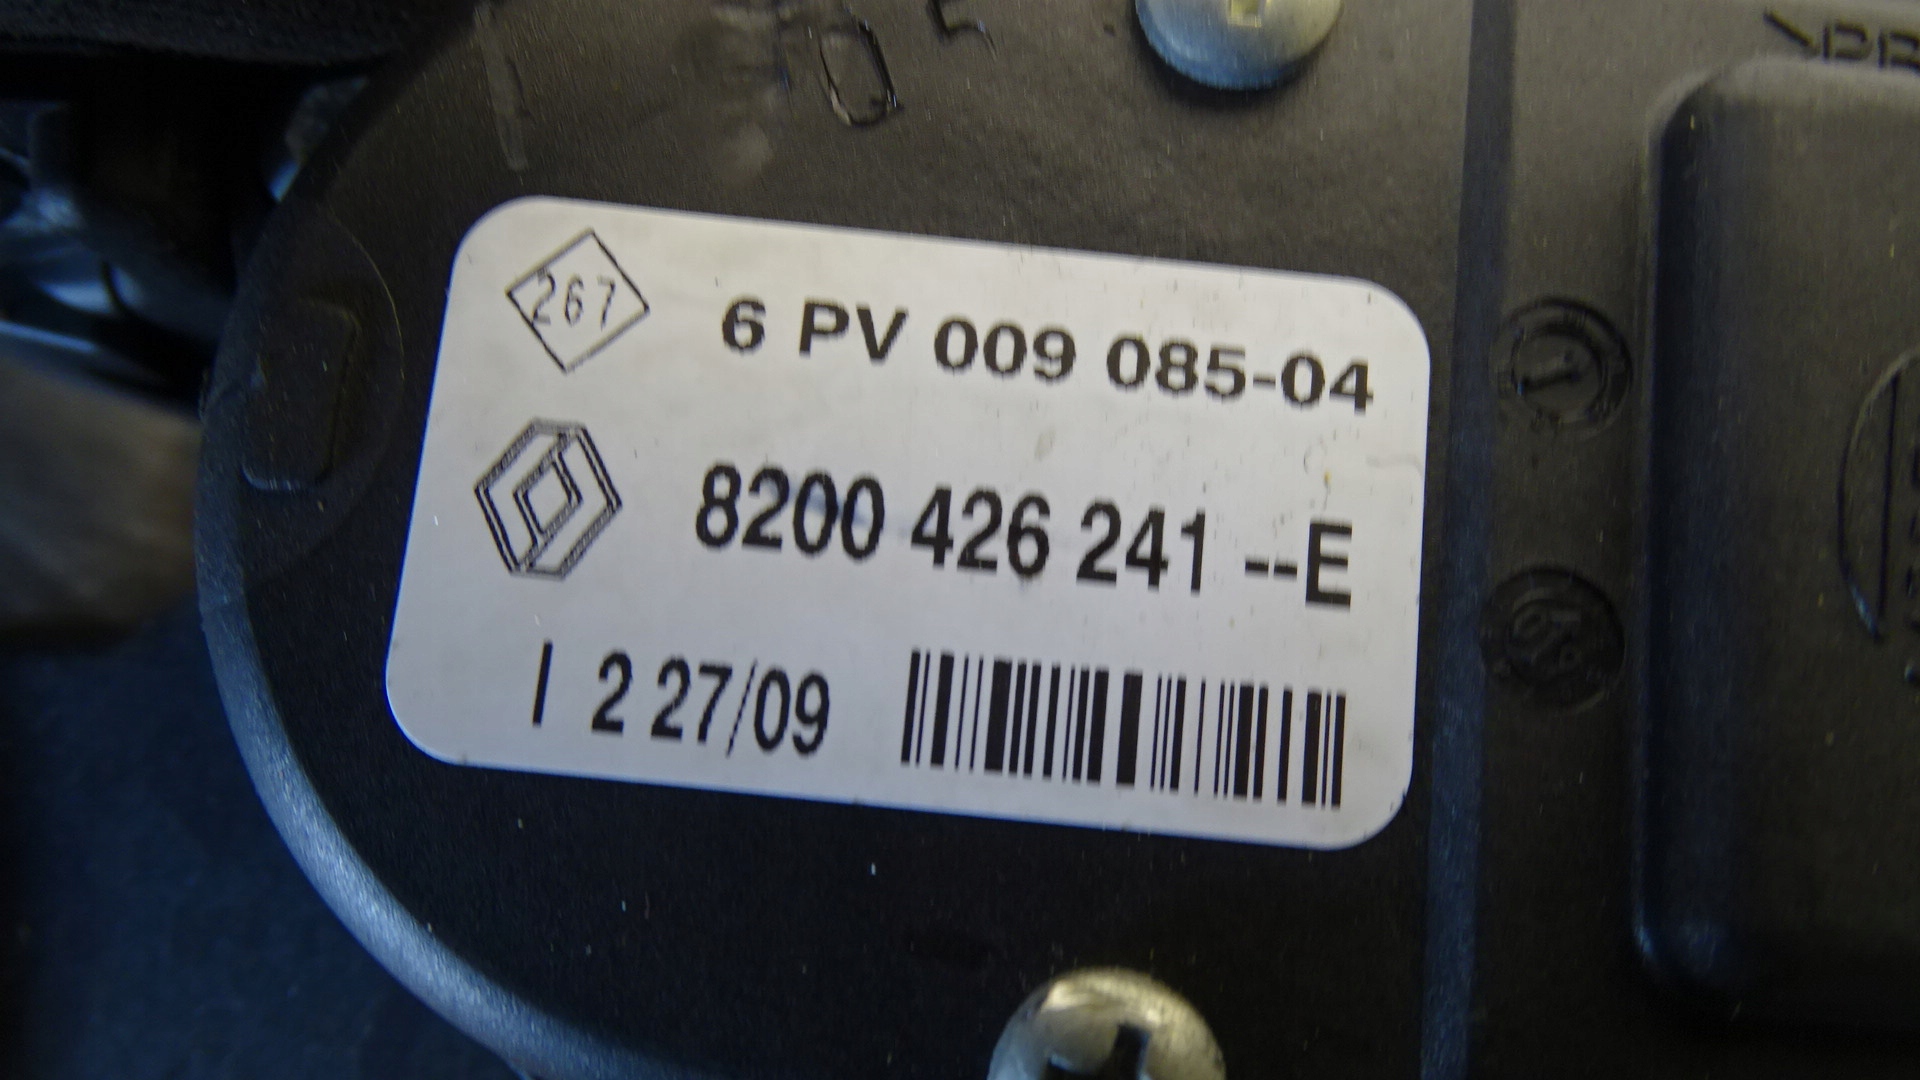 267
6 PV 009 085-04
8200 426 241 --E
I 2 27/09